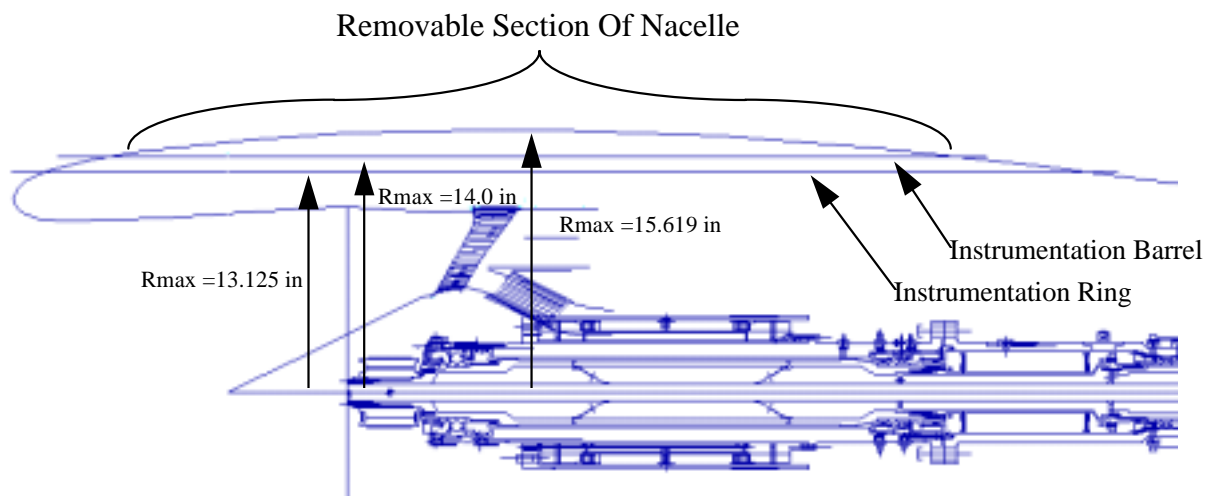 Removable Section Of Nacelle
Rmax =14.0 in
Rmax =15.619 in
Instrumentation Barrel
Rmax =13.125 in
Instrumentation Ring